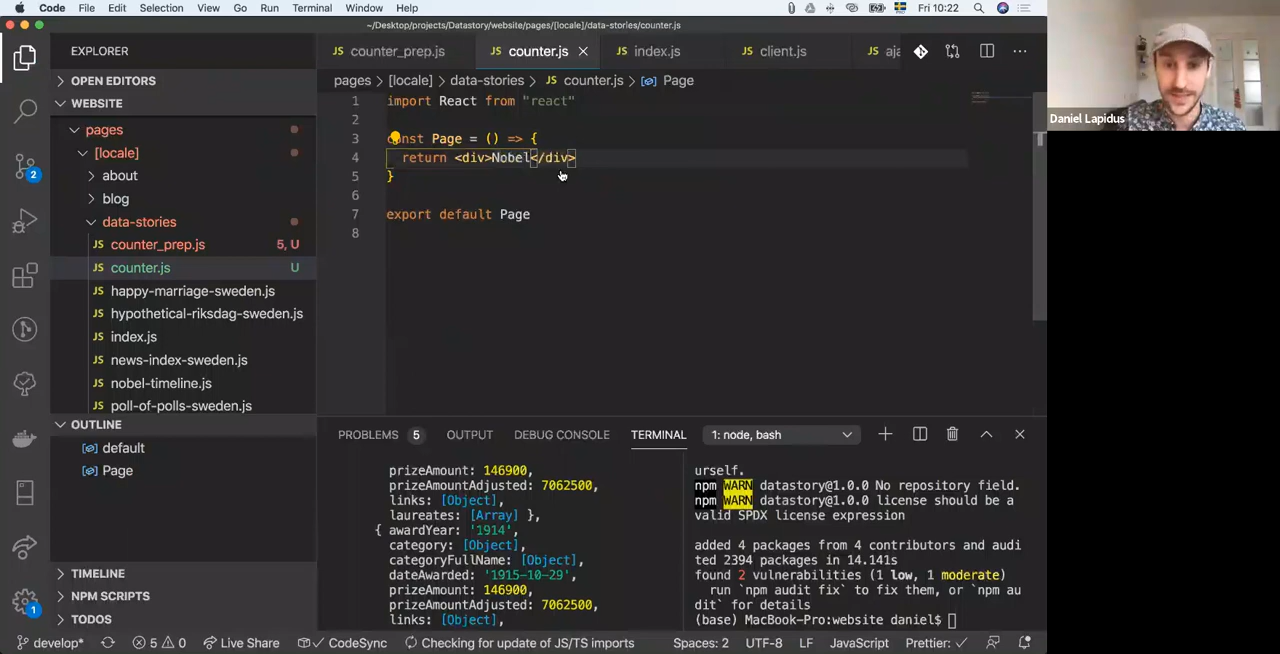 Code File Edit Selection View Go Run Terminal Window Help Fri 10:22
~/Desktop/projects/Datastory/website/pages/[locale]/data-stories/counter.js
EXPLORER
OPEN EDITORS
WEBSITE
pages
[locale]
about
blog
data-stories
counter_prep.js 5, U
counter.js U
happy-marriage-sweden.js
hypothetical-riksdag-sweden.js
index.js
news-index-sweden.js
nobel-timeline.js
poll-of-polls-sweden.js
OUTLINE
default
Page
TIMELINE
NPM SCRIPTS
TODOS
2
1
JS counter_prep.js JS counter.js JS index.js JS client.js JS aja
pages > [locale] > data-stories > JS counter.js > Page
1 import React from "react"
2
3 const Page = () => {
4 return <div>Nobel</div>
5 }
6
7 export default Page
8
PROBLEMS 5 OUTPUT DEBUG CONSOLE TERMINAL 1: node, bash
prizeAmount: 146900,
prizeAmountAdjusted: 7062500,
links: [Object],
laureates: [Array] },
{ awardYear: '1914',
category: [Object],
categoryFullName: [Object],
dateAwarded: '1915-10-29',
prizeAmount: 146900,
prizeAmountAdjusted: 7062500,
links: [Object],
urself.
npm WARN datastory@1.0.0 No repository field.
npm WARN datastory@1.0.0 license should be a
valid SPDX license expression
added 4 packages from 4 contributors and audi
ted 2394 packages in 14.141s
found 2 vulnerabilities (1 low, 1 moderate)
run `npm audit fix` to fix them, or `npm au
dit` for details
(base) MacBook-Pro:website daniel$
develop* 5 0 Live Share CodeSync Checking for update of JS/TS imports Spaces: 2 UTF-8 LF JavaScript Prettier: ✓
Daniel Lapidus